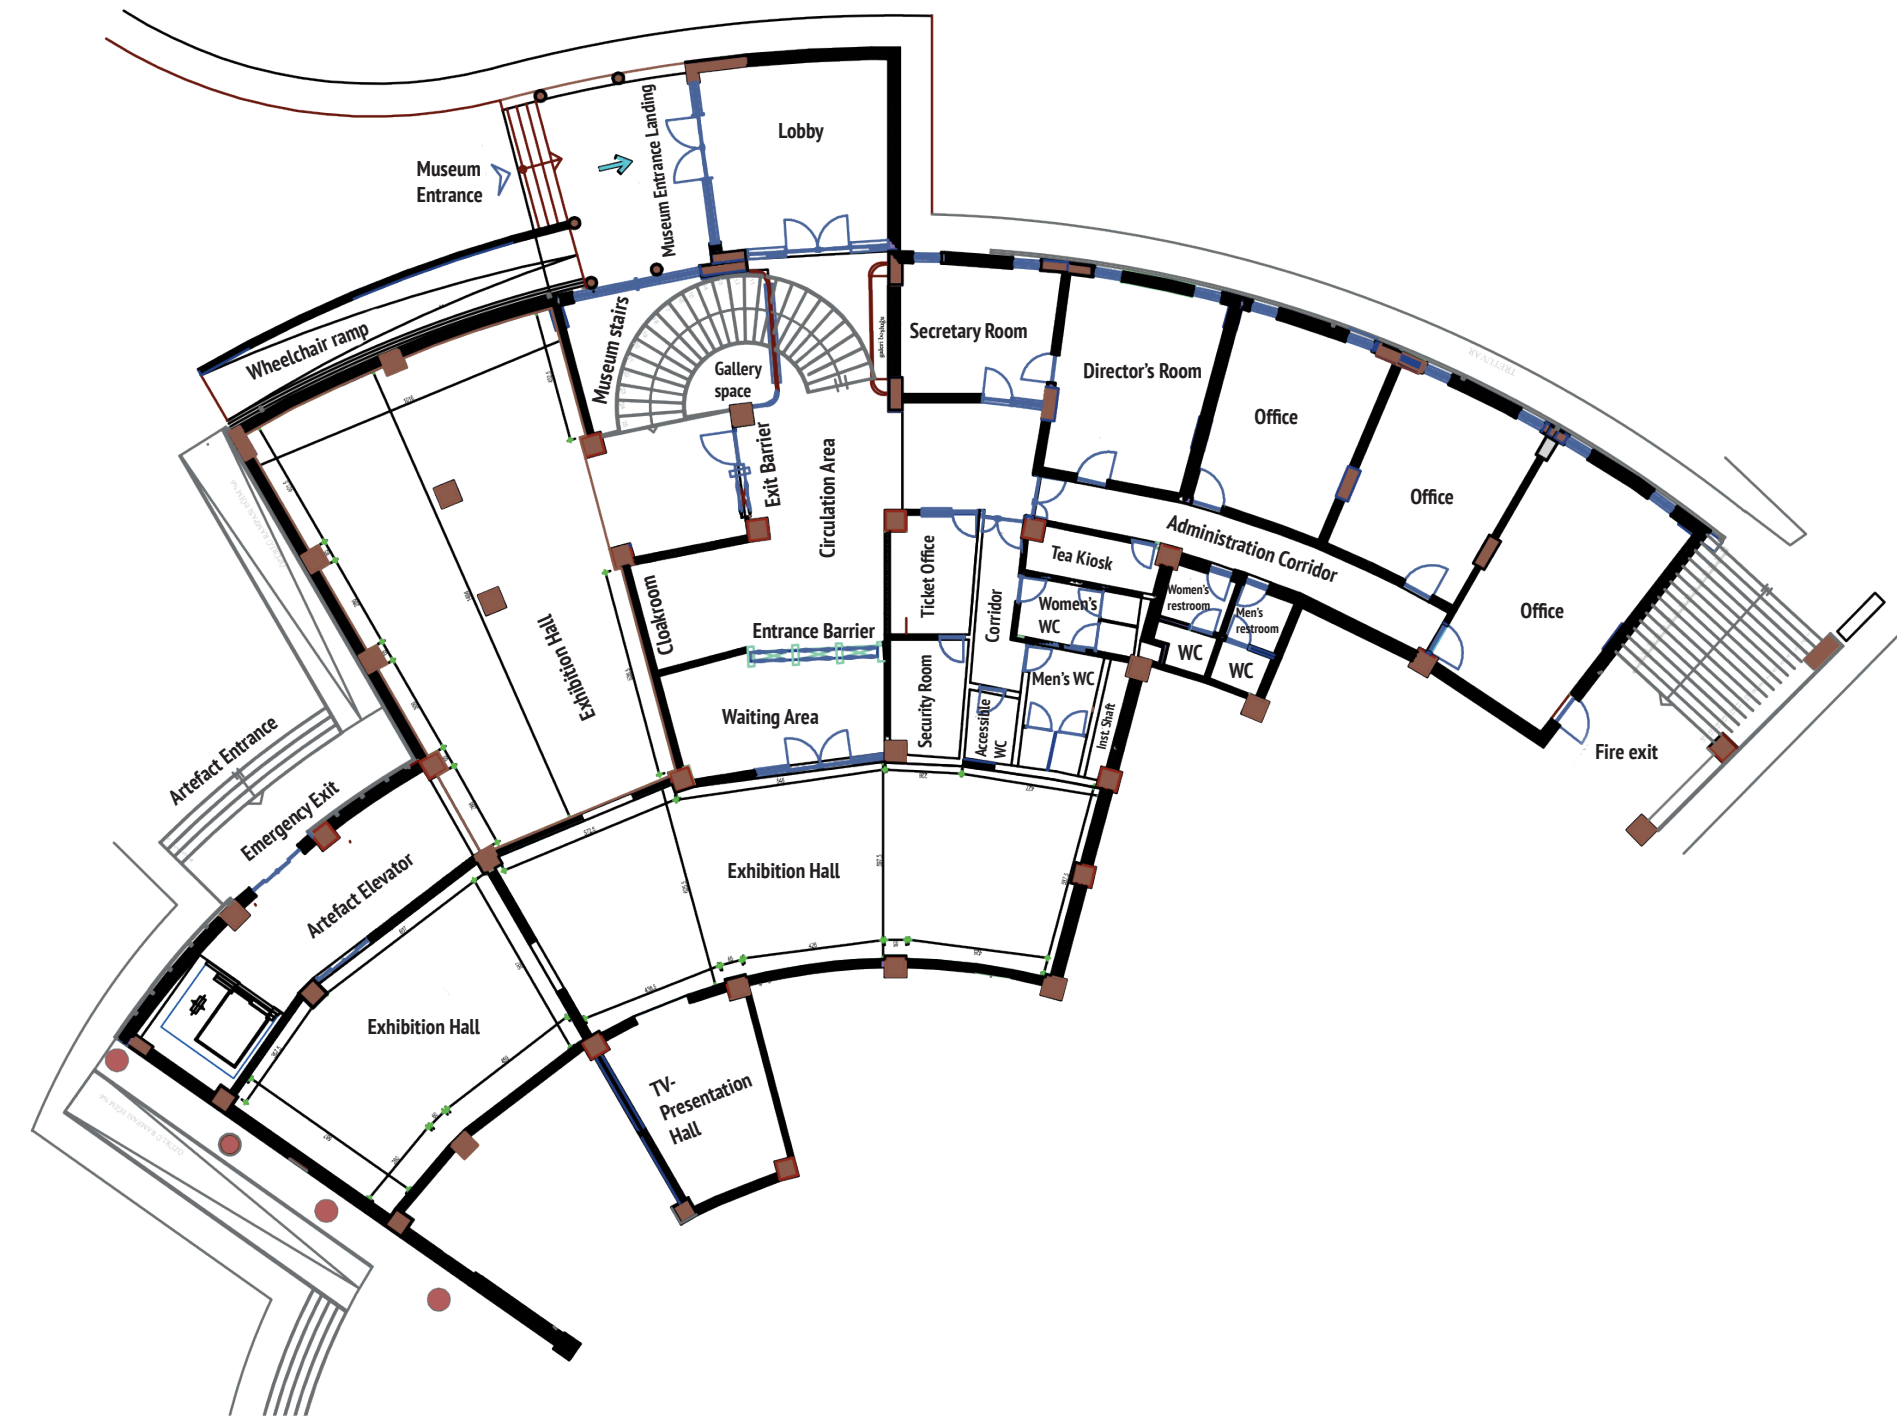 Lobby
Museum Entrance Landing
Museum
Entrance
Wheelchair ramp
Museum stairs
Gallery
space
galeri boşluğu
Secretary Room
Director's Room
Office
Office
Office
TRETUVAR
Exit Barrier
Circulation Area
Administration Corridor
Tea Kiosk
Ticket Office
Corridor
Women's
WC
Women's
restroom
Men's
restroom
WC
WC
Cloakroom
Entrance Barrier
Exhibition Hall
Waiting Area
Security Room
Accessible
WC
Men's WC
Inst. Shaft
Fire exit
Artefact Entrance
Emergency Exit
Artefact Elevator
Exhibition Hall
Exhibition Hall
TV-
Presentation
Hall